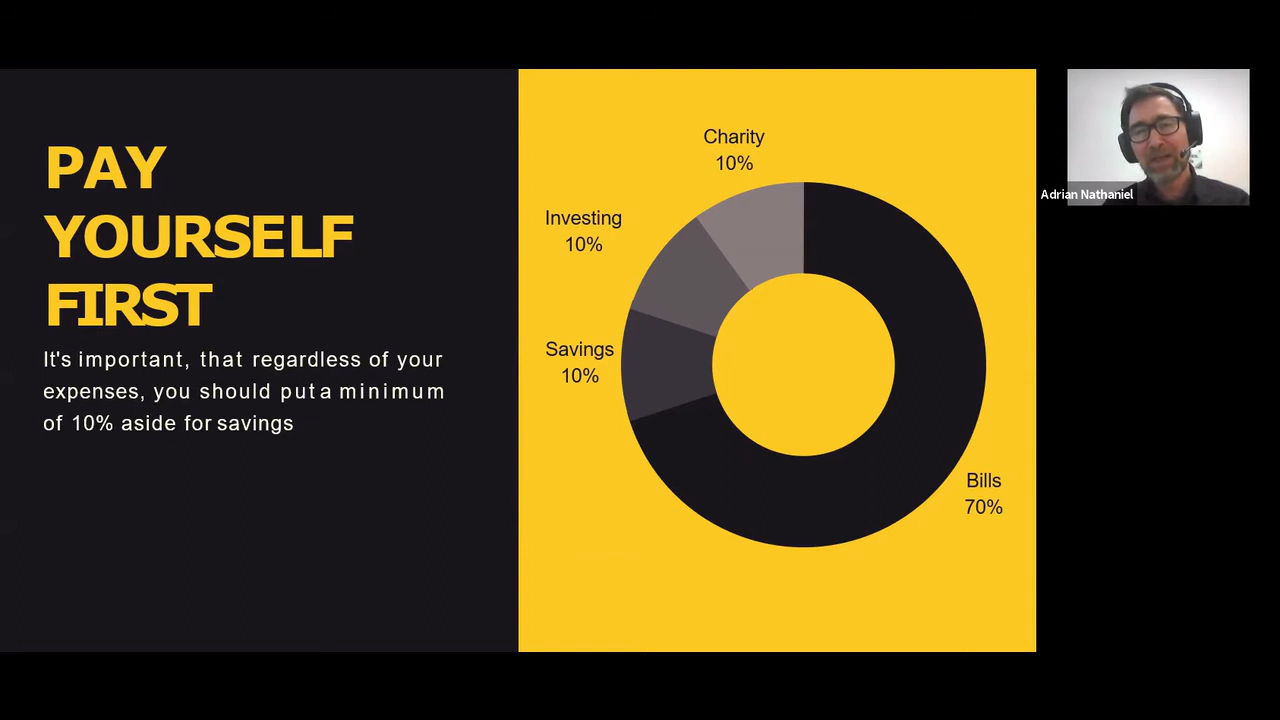 PAY
YOURSELF
FIRST
It's important, that regardless of your
expenses, you should put a minimum
of 10% aside for savings
Charity
10%
Investing
10%
Savings
10%
Bills
70%
Adrian Nathaniel